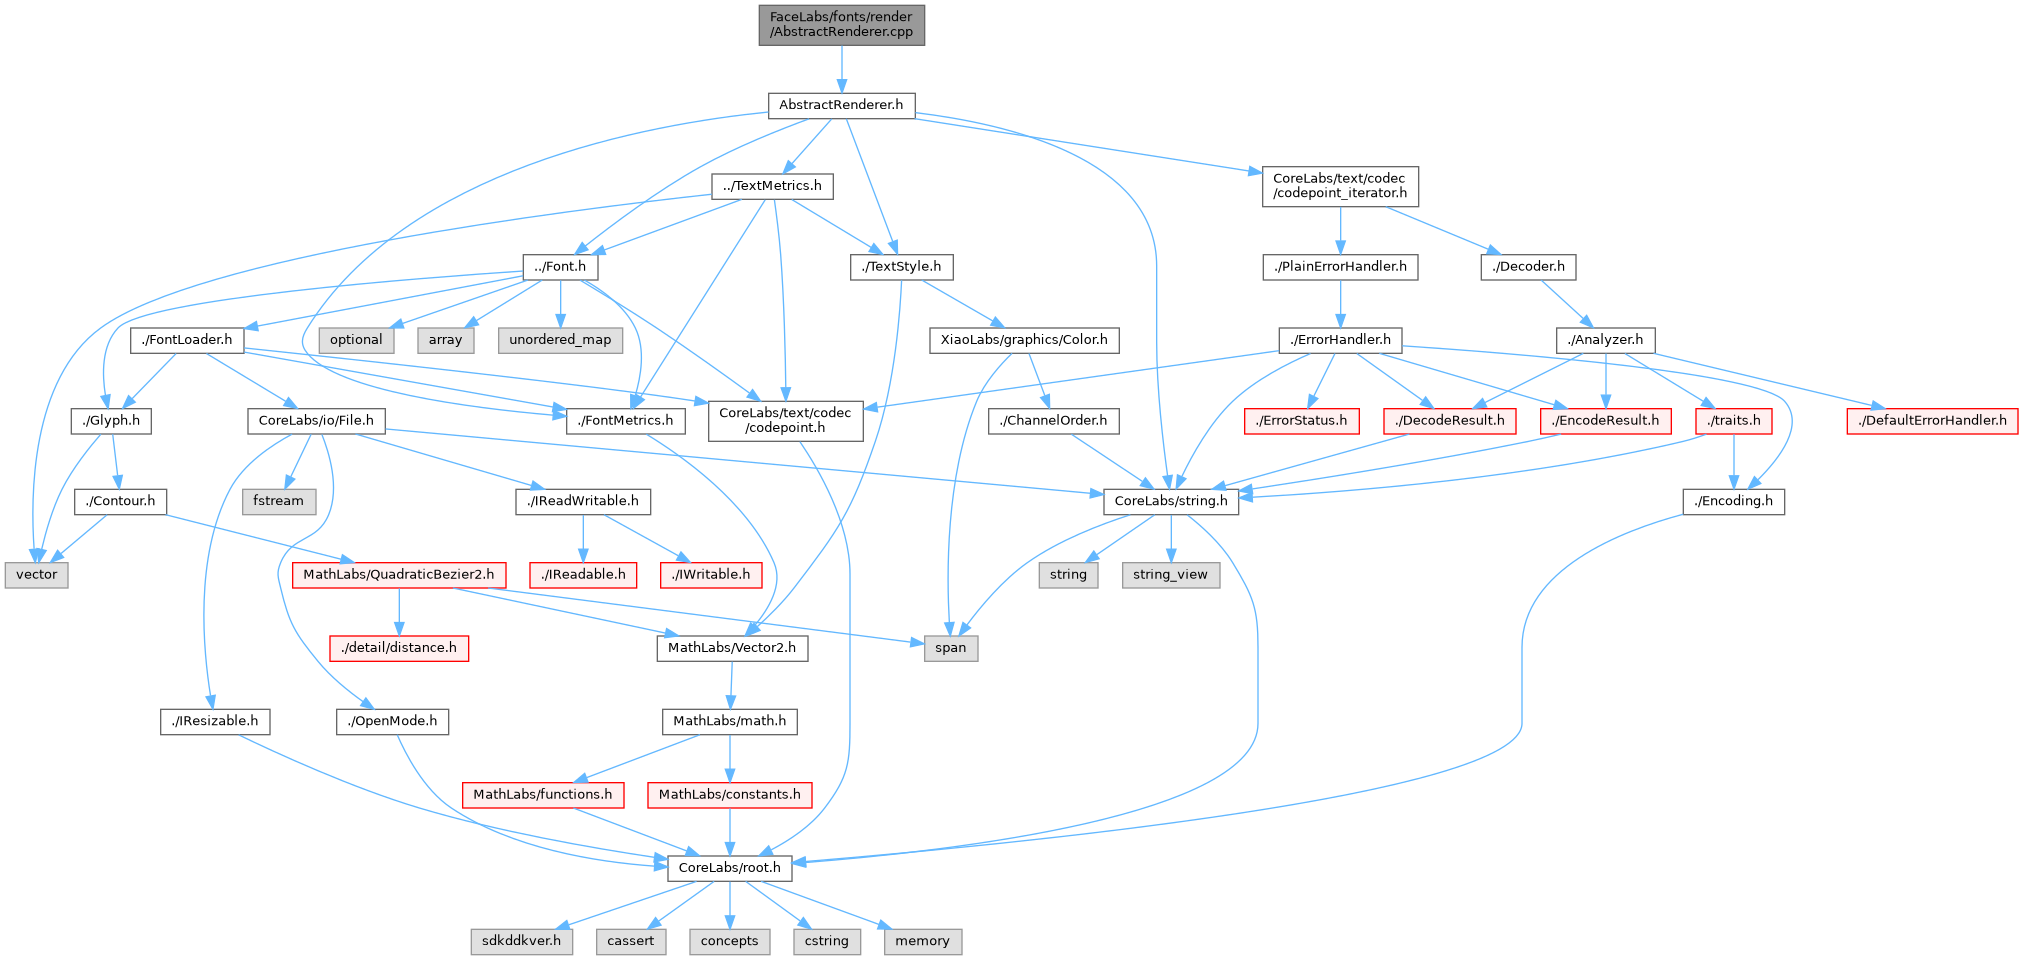 FaceLabs/fonts/render
/AbstractRenderer.cpp
AbstractRenderer.h
CoreLabs/text/codec
/codepoint_iterator.h
../TextMetrics.h
../Font.h
./TextStyle.h
./PlainErrorHandler.h
./Decoder.h
./FontLoader.h
optional
array
unordered_map
XiaoLabs/graphics/Color.h
./ErrorHandler.h
./Analyzer.h
./Glyph.h
CoreLabs/io/File.h
./FontMetrics.h
CoreLabs/text/codec
/codepoint.h
./ChannelOrder.h
./ErrorStatus.h
./DecodeResult.h
./EncodeResult.h
./traits.h
./DefaultErrorHandler.h
./Contour.h
fstream
./IReadWritable.h
CoreLabs/string.h
./Encoding.h
vector
MathLabs/QuadraticBezier2.h
./IReadable.h
./IWritable.h
string
string_view
./detail/distance.h
MathLabs/Vector2.h
span
./IResizable.h
./OpenMode.h
MathLabs/math.h
MathLabs/functions.h
MathLabs/constants.h
CoreLabs/root.h
sdkddkver.h
cassert
concepts
cstring
memory